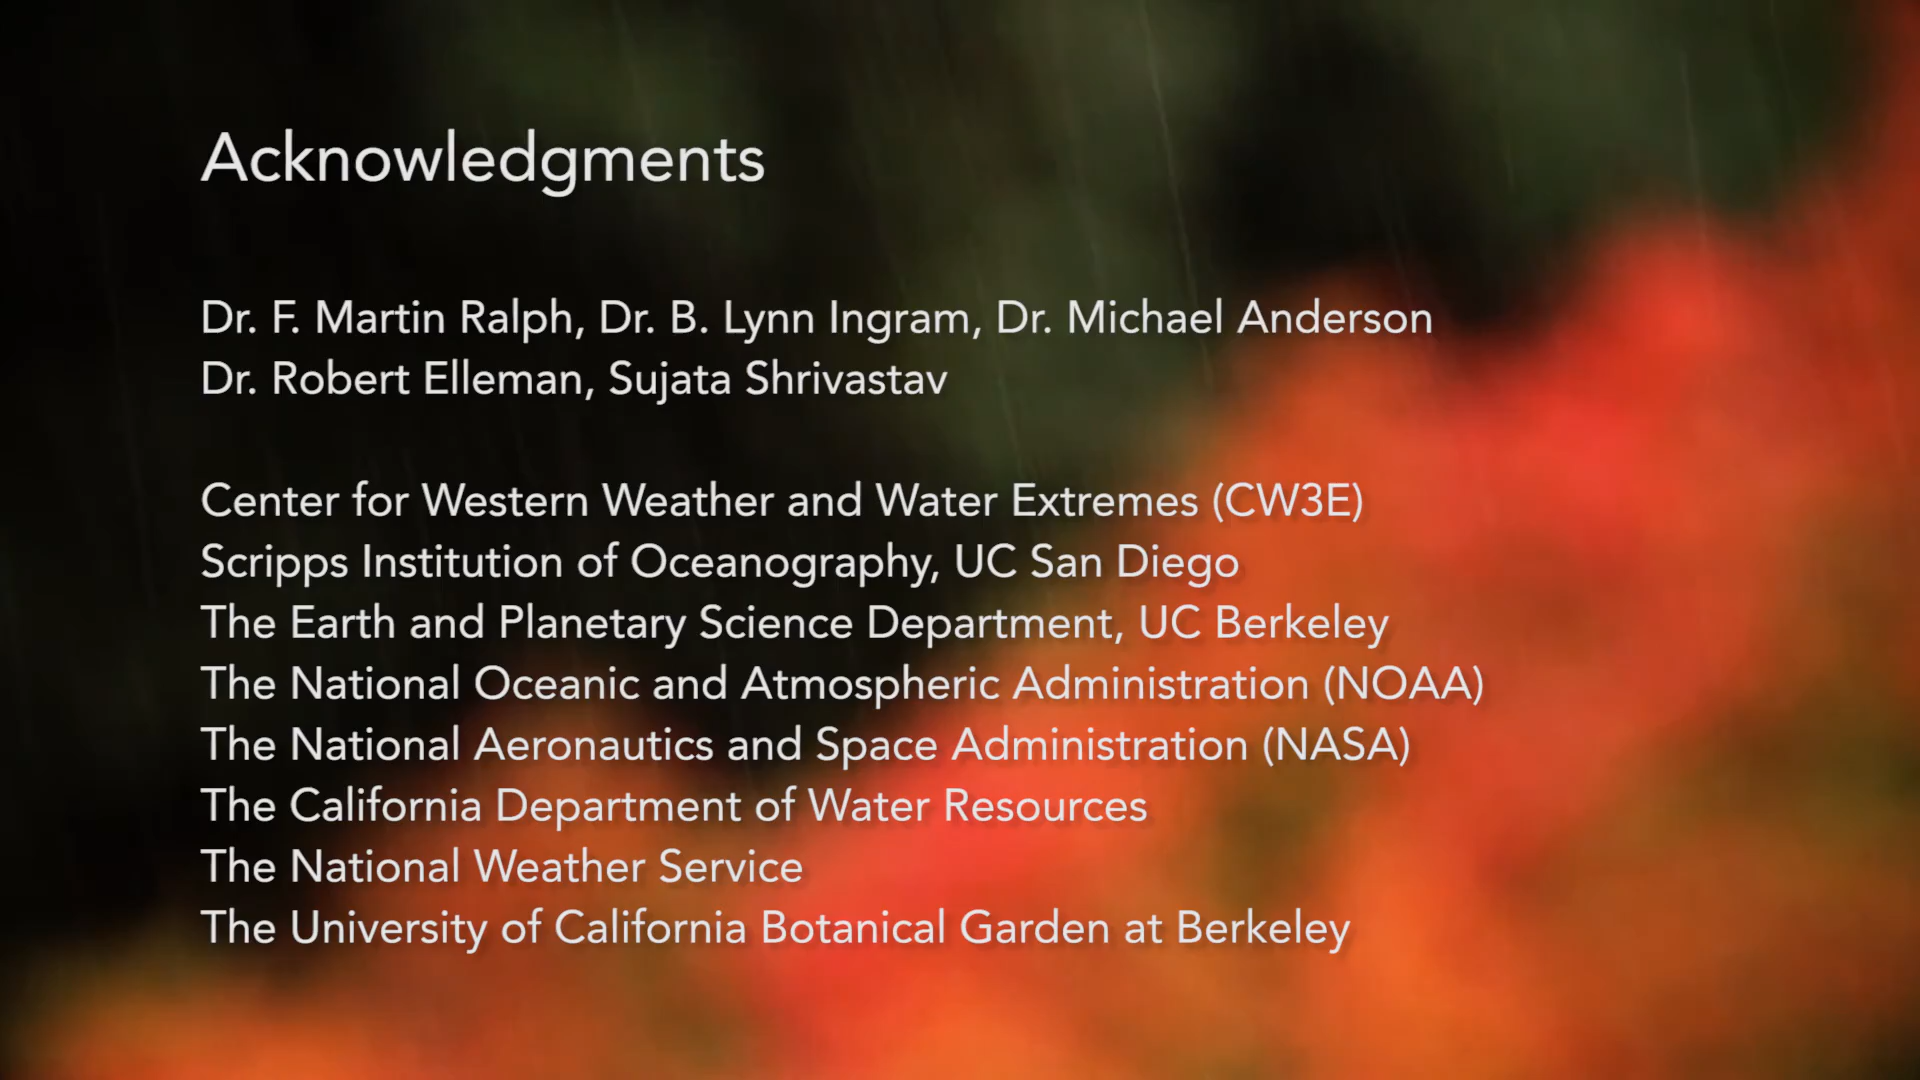 Acknowledgments
Dr. F. Martin Ralph, Dr. B. Lynn Ingram, Dr. Michael Anderson
Dr. Robert Elleman, Sujata Shrivastav
Center for Western Weather and Water Extremes (CW3E)
Scripps Institution of Oceanography, UC San Diego
The Earth and Planetary Science Department, UC Berkeley
The National Oceanic and Atmospheric Administration (NOAA)
The National Aeronautics and Space Administration (NASA)
The California Department of Water Resources
The National Weather Service
The University of California Botanical Garden at Berkeley